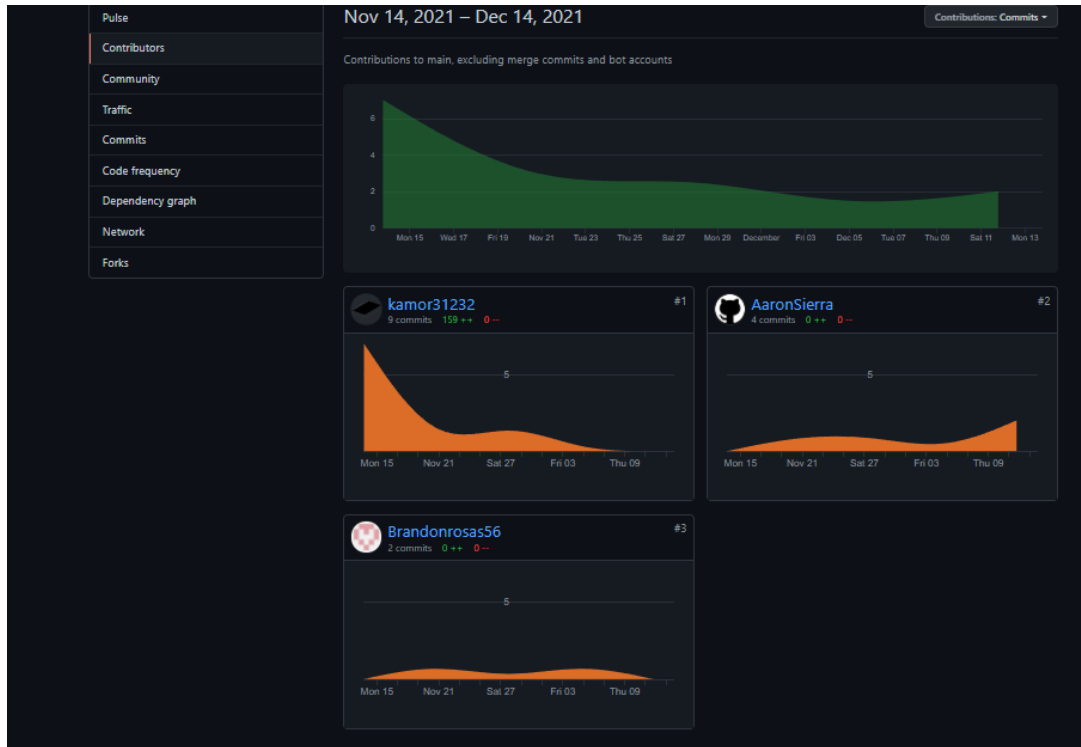 Pulse
Contributors
Community
Traffic
Commits
Code frequency
Dependency graph
Network
Forks
Nov 14, 2021 – Dec 14, 2021
Contributions: Commits
Contributions to main, excluding merge commits and bot accounts
6
4
2
0
Mon 15 Wed 17 Fri 19 Nov 21 Tue 23 Thu 25 Sat 27 Mon 29 December Fri 03 Dec 05 Tue 07 Thu 09 Sat 11 Mon 13
kamor31232 #1
9 commits 159 ++ 0 --
5
Mon 15 Nov 21 Sat 27 Fri 03 Thu 09
AaronSierra #2
4 commits 0 ++ 0 --
5
Mon 15 Nov 21 Sat 27 Fri 03 Thu 09
Brandonrosas56 #3
2 commits 0 ++ 0 --
5
Mon 15 Nov 21 Sat 27 Fri 03 Thu 09